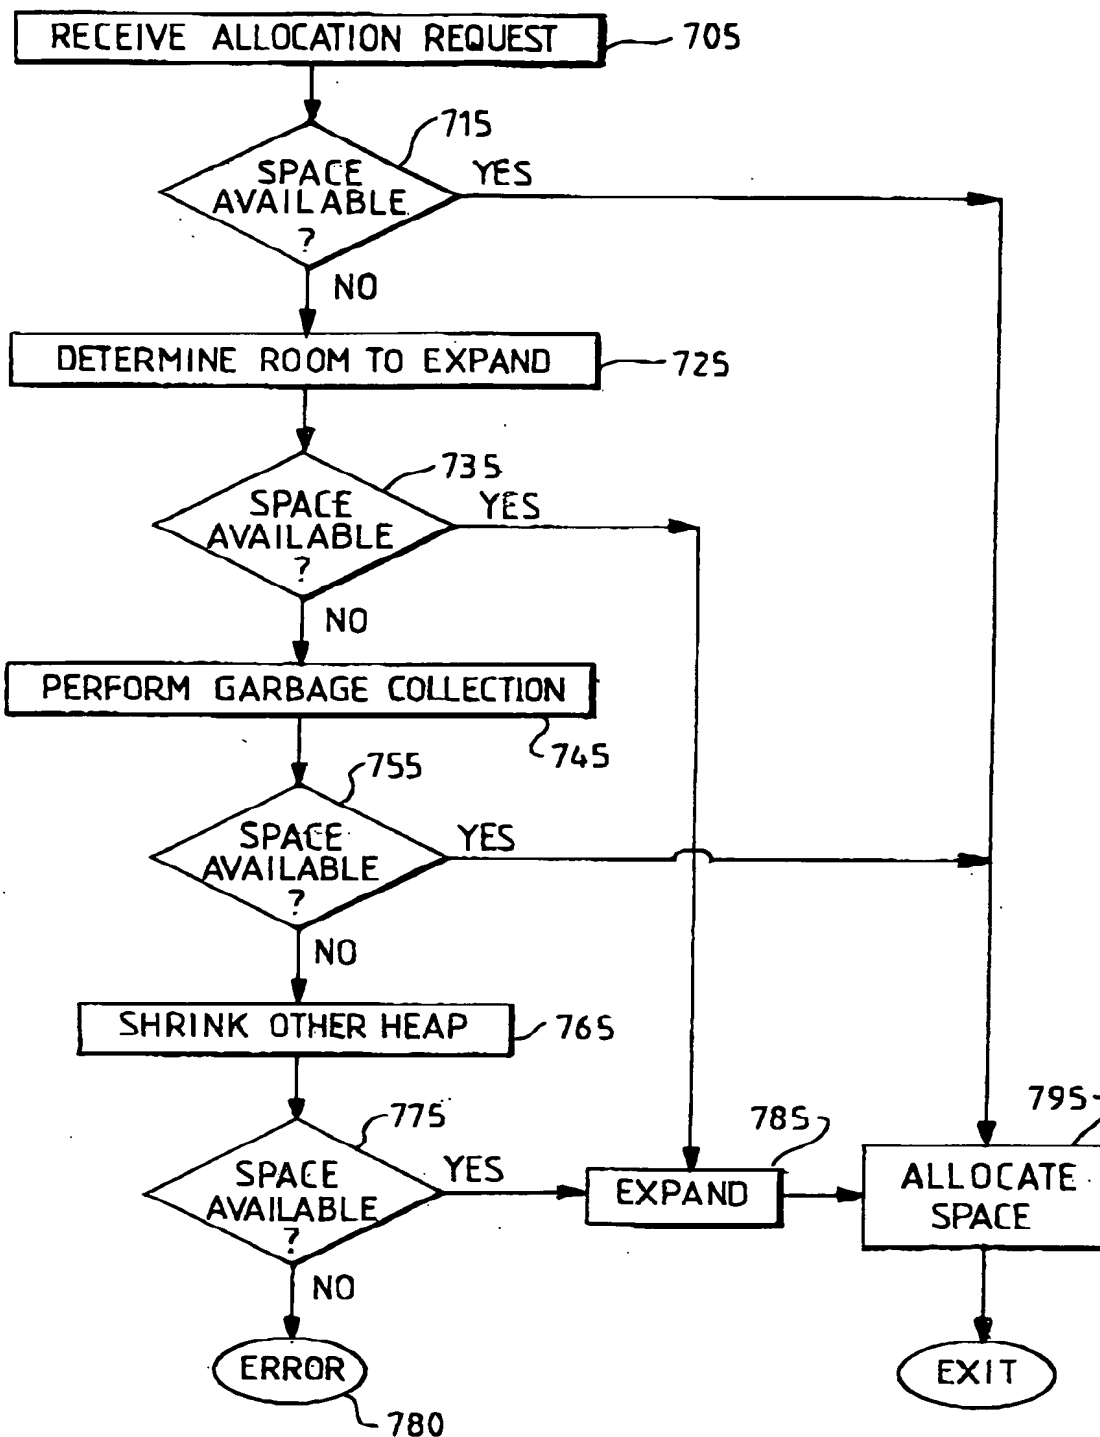 RECEIVE ALLOCATION REQUEST
705
715
SPACE
AVAILABLE
?
YES
NO
DETERMINE ROOM TO EXPAND
725
735
SPACE
AVAILABLE
?
YES
NO
PERFORM GARBAGE COLLECTION
745
755
SPACE
AVAILABLE
?
YES
NO
SHRINK OTHER HEAP
765
775
SPACE
AVAILABLE
?
YES
NO
785
EXPAND
795
ALLOCATE
SPACE
ERROR
780
EXIT